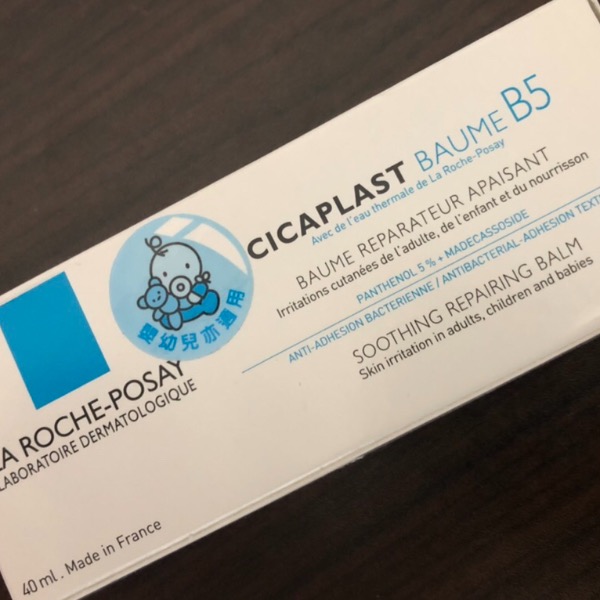 CICAPLAST BAUME B5
Avec de l'eau thermale de La Roche-Posay
BAUME REPARATEUR APAISANT
Irritations cutanées de l'adulte, de l'enfant et du nourrisson
PANTHENOL 5 % + MADECASSOSIDE
ANTI-ADHESION BACTERIENNE / ANTIBACTERIAL-ADHESION TEXT
SOOTHING REPAIRING BALM
Skin irritation in adults, children and babies
嬰幼兒亦適用
LA ROCHE-POSAY
LABORATOIRE DERMATOLOGIQUE
40 ml. Made in France